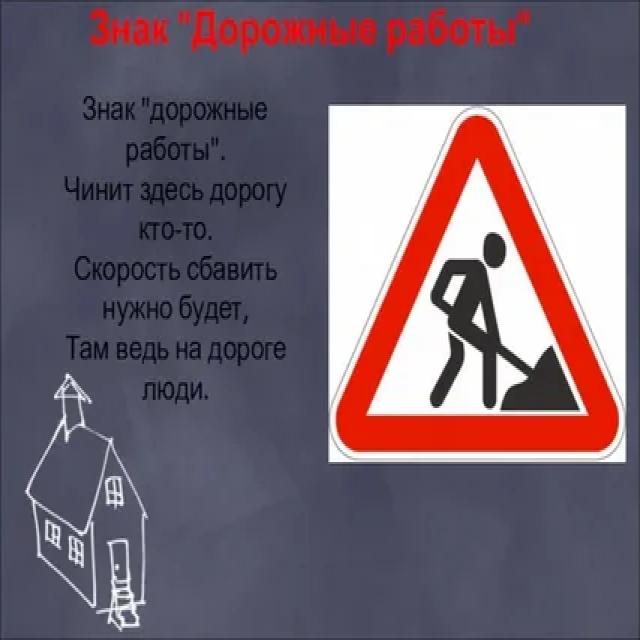 Знак "Дорожные работы"
Знак "дорожные
работы".
Чинит здесь дорогу
кто-то.
Скорость сбавить
нужно будет,
Там ведь на дороге
люди.